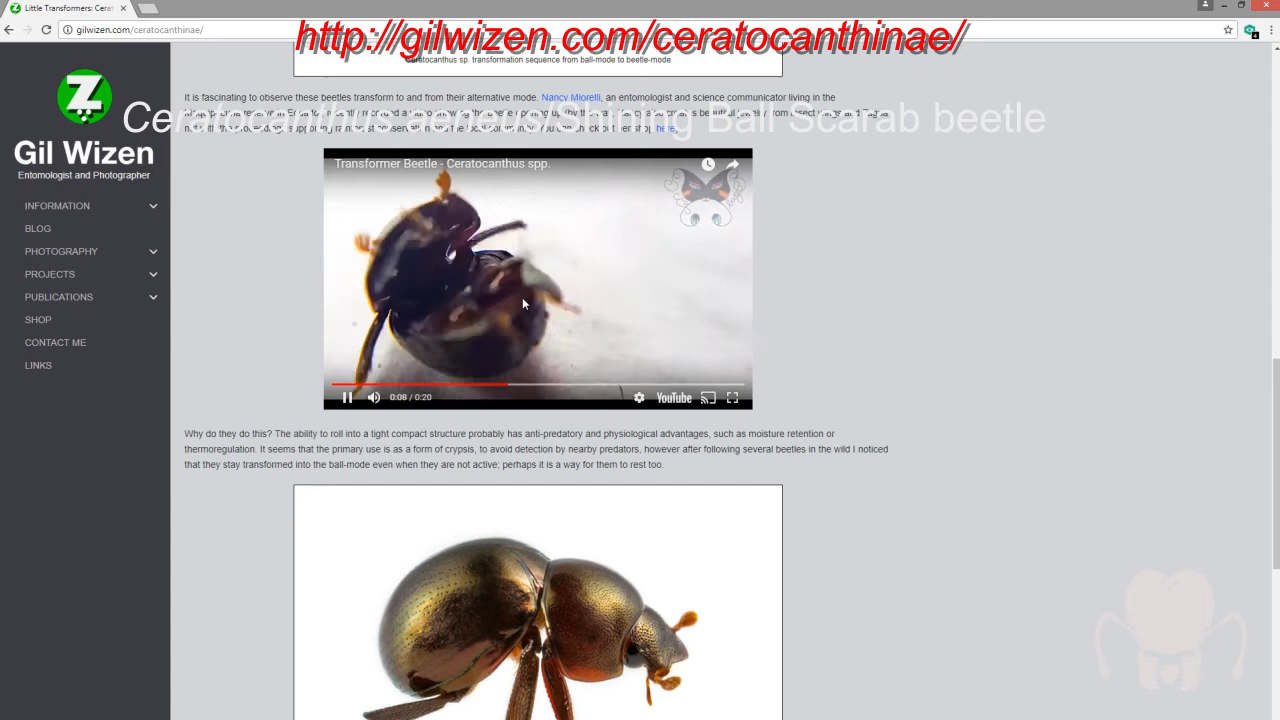 Little Transformers: Cerat
gilwizen.com/ceratocanthinae/
http://gilwizen.com/ceratocanthinae/
Ceratocanthus sp. transformation sequence from ball-mode to beetle-mode
It is fascinating to observe these beetles transform to and from their alternative mode. Nancy Miorelli, an entomologist and science communicator living in the
/Shining Ball Scarab beetle
here
Gil Wizen
Entomologist and Photographer
INFORMATION
BLOG
PHOTOGRAPHY
PROJECTS
PUBLICATIONS
SHOP
CONTACT ME
LINKS
Transformer Beetle - Ceratocanthus spp.
0:08 / 0:20
YouTube
Why do they do this? The ability to roll into a tight compact structure probably has anti-predatory and physiological advantages, such as moisture retention or
thermoregulation. It seems that the primary use is as a form of crypsis, to avoid detection by nearby predators, however after following several beetles in the wild I noticed
that they stay transformed into the ball-mode even when they are not active; perhaps it is a way for them to rest too.